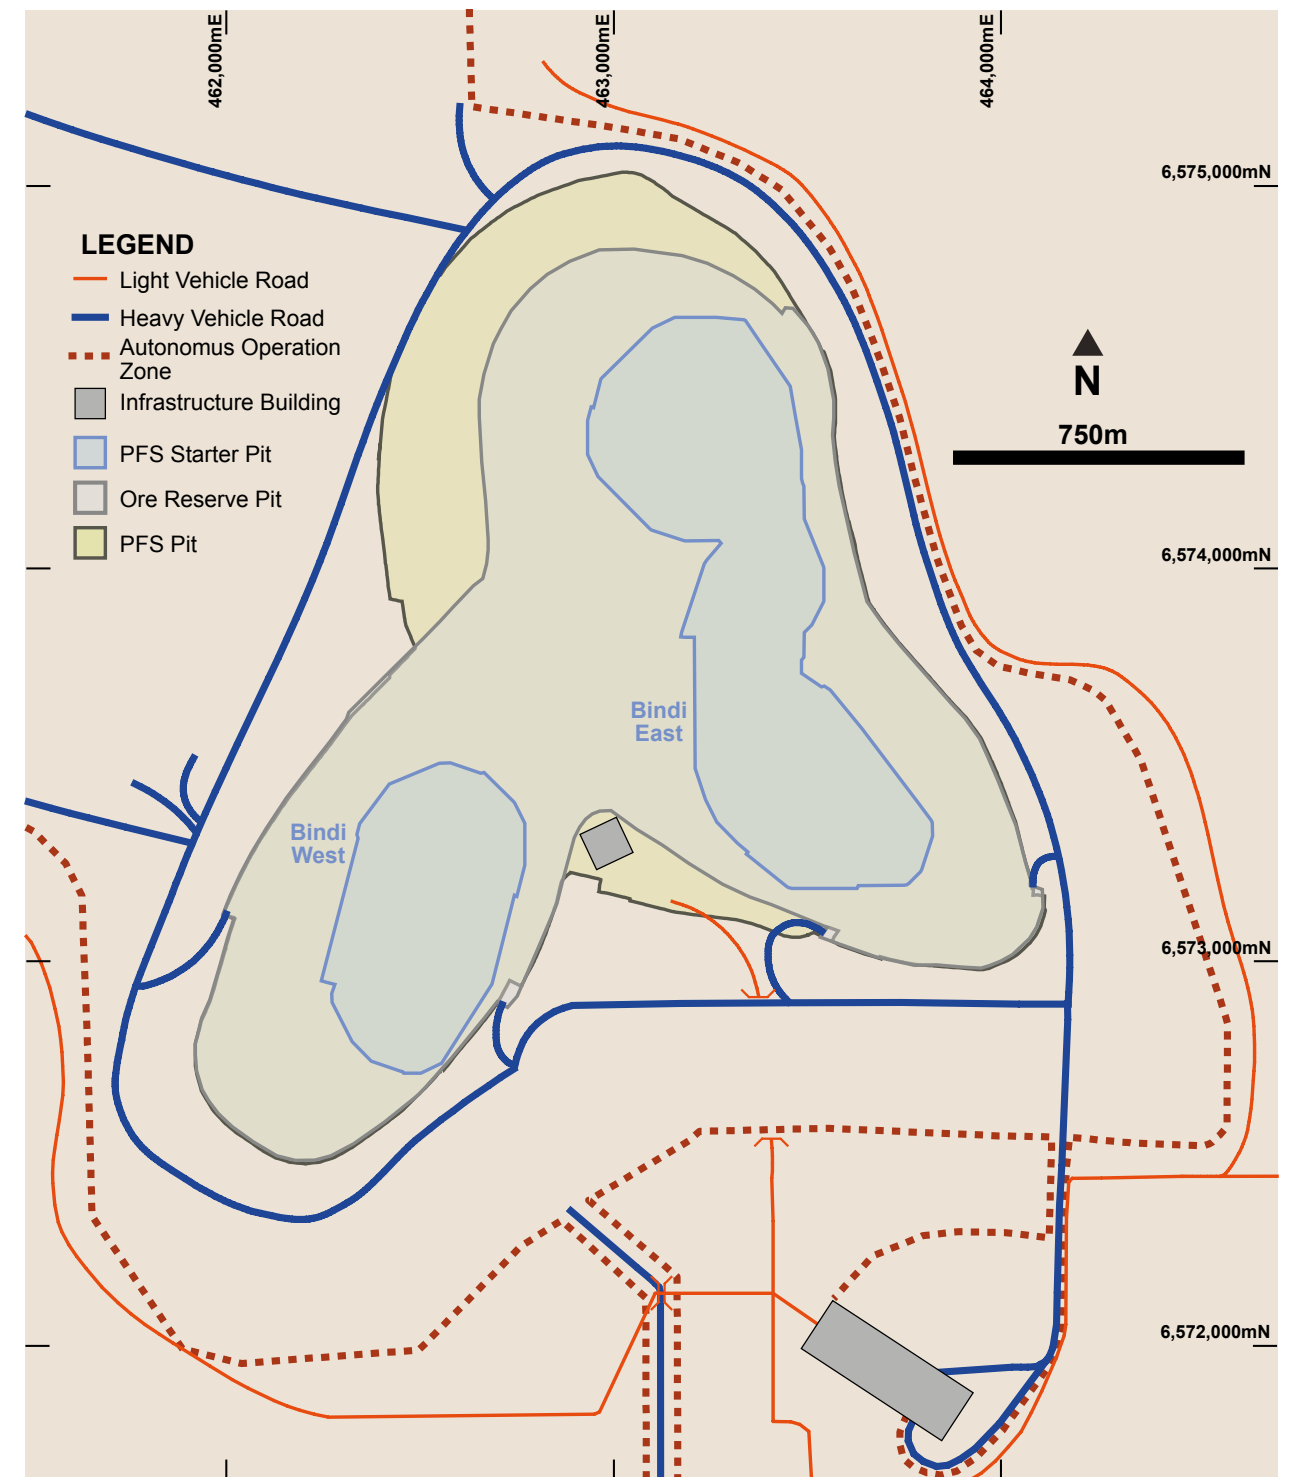 462,000mE
463,000mE
464,000mE
6,575,000mN
LEGEND
Light Vehicle Road
Heavy Vehicle Road
Autonomus Operation
Zone
Infrastructure Building
PFS Starter Pit
Ore Reserve Pit
PFS Pit
N
750m
6,574,000mN
Bindi
East
Bindi
West
6,573,000mN
6,572,000mN